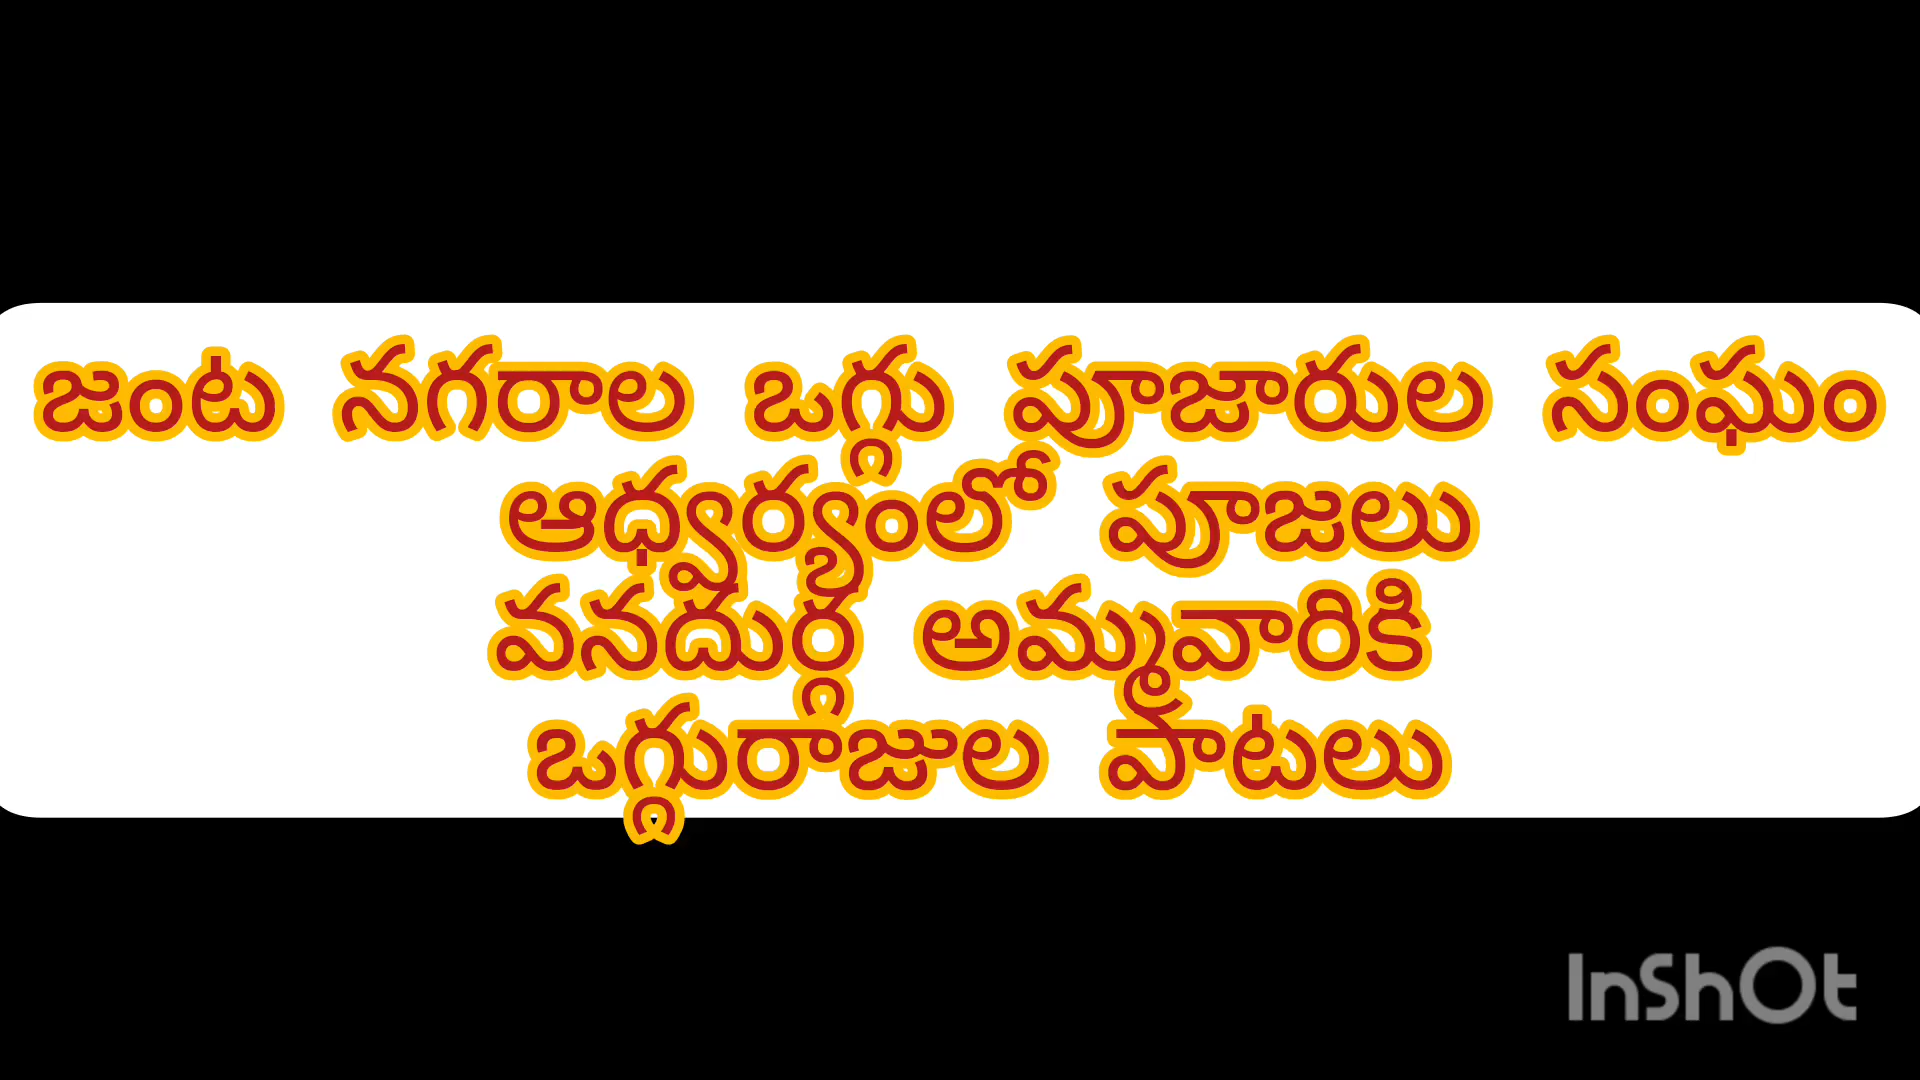 జంట నగరాల ఒగ్గు పూజారుల సంఘం
ఆధ్వర్యంలో పూజలు
వనదుర్గ అమ్మవారికి
ఒగ్గురాజుల పాటలు
InShOt